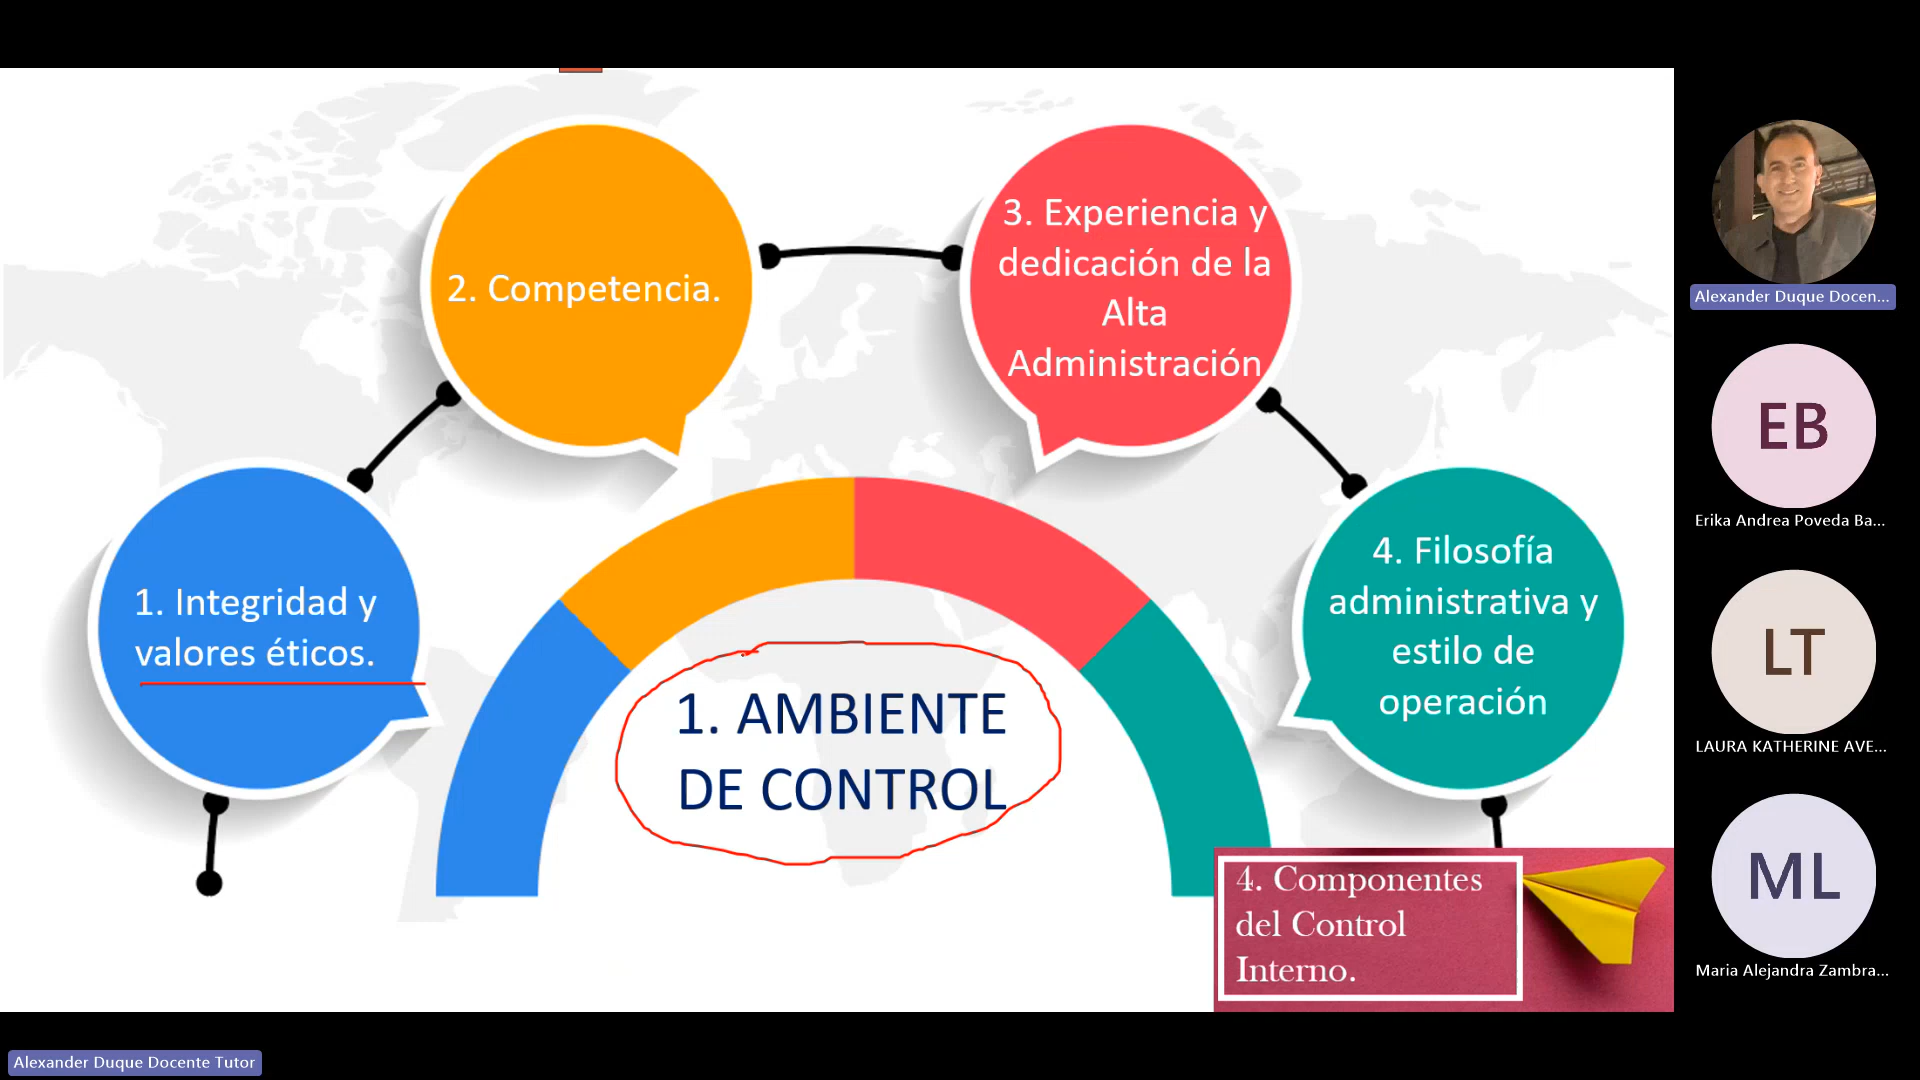 2. Competencia.
3. Experiencia y
dedicación de la
Alta
Administración
1. Integridad y
valores éticos.
4. Filosofía
administrativa y
estilo de
operación
1. AMBIENTE
DE CONTROL
4. Componentes
del Control
Interno.
Alexander Duque Docen...
EB
Erika Andrea Poveda Ba...
LT
LAURA KATHERINE AVE...
ML
Maria Alejandra Zambra...
Alexander Duque Docente Tutor